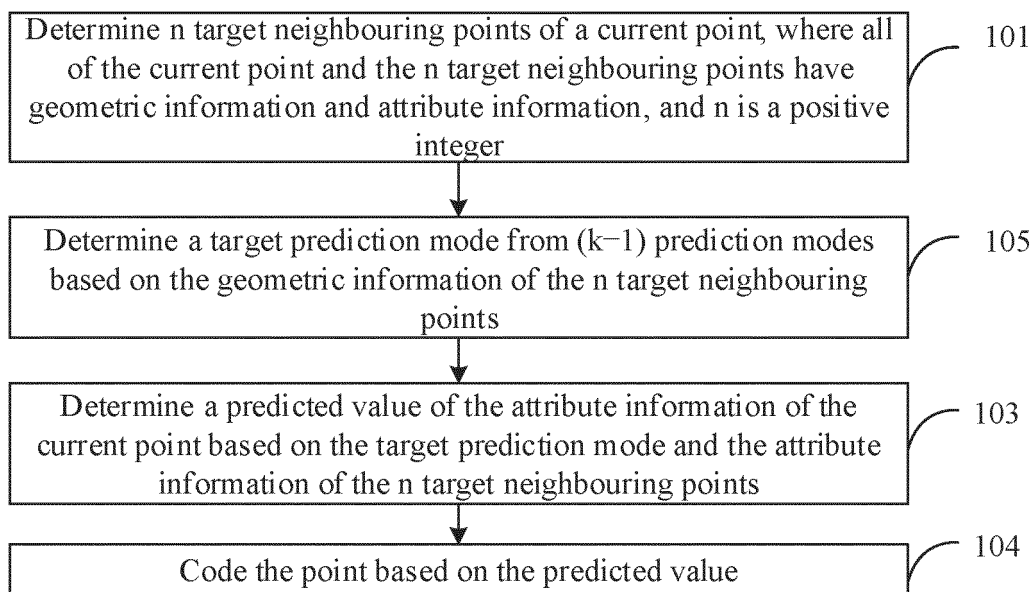 Determine n target neighbouring points of a current point, where all
of the current point and the n target neighbouring points have
geometric information and attribute information, and n is a positive
integer
101
Determine a target prediction mode from (k−1) prediction modes
based on the geometric information of the n target neighbouring
points
105
Determine a predicted value of the attribute information of the
current point based on the target prediction mode and the attribute
information of the n target neighbouring points
103
Code the point based on the predicted value
104